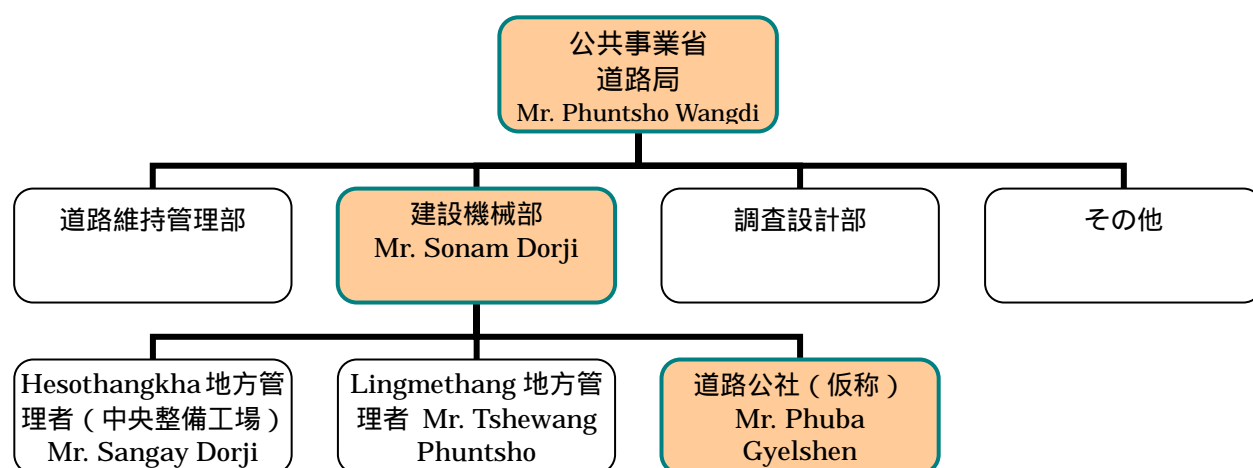 公共事業省
道路局
Mr. Phuntsho Wangdi
道路維持管理部
建設機械部
Mr. Sonam Dorji
調査設計部
その他
Hesothangkha 地方管
理者（中央整備工場）
Mr. Sangay Dorji
Lingmethang 地方管
理者 Mr. Tshewang
Phuntsho
道路公社（仮称）
Mr. Phuba
Gyelshen